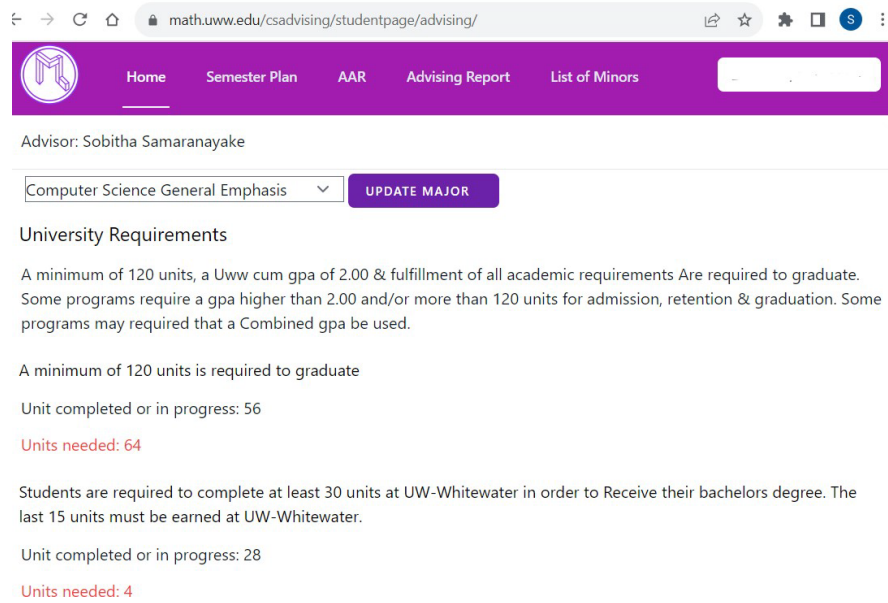 math.uww.edu/csadvising/studentpage/advising/
S
Home Semester Plan AAR Advising Report List of Minors
Advisor: Sobitha Samaranayake
Computer Science General Emphasis UPDATE MAJOR
University Requirements
A minimum of 120 units, a Uww cum gpa of 2.00 & fulfillment of all academic requirements Are required to graduate.
Some programs require a gpa higher than 2.00 and/or more than 120 units for admission, retention & graduation. Some
programs may required that a Combined gpa be used.
A minimum of 120 units is required to graduate
Unit completed or in progress: 56
Units needed: 64
Students are required to complete at least 30 units at UW-Whitewater in order to Receive their bachelors degree. The
last 15 units must be earned at UW-Whitewater.
Unit completed or in progress: 28
Units needed: 4